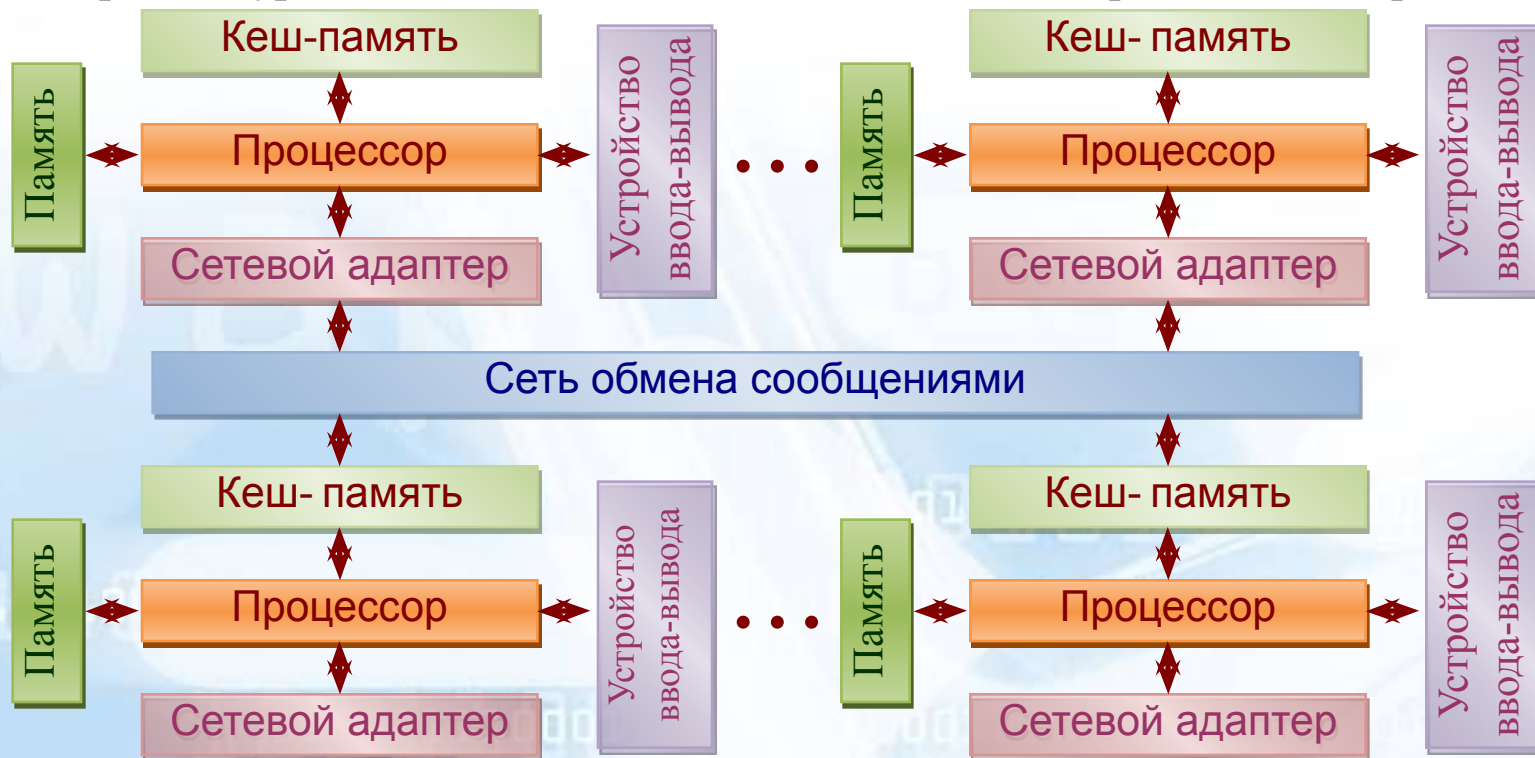 Кеш-память
Кеш- память
Память
Процессор
Устройство
ввода-вывода
...
Память
Процессор
Устройство
ввода-вывода
Сетевой адаптер
Сетевой адаптер
Сеть обмена сообщениями
Кеш- память
Кеш- память
Память
Процессор
Устройство
ввода-вывода
...
Память
Процессор
Устройство
ввода-вывода
Сетевой адаптер
Сетевой адаптер